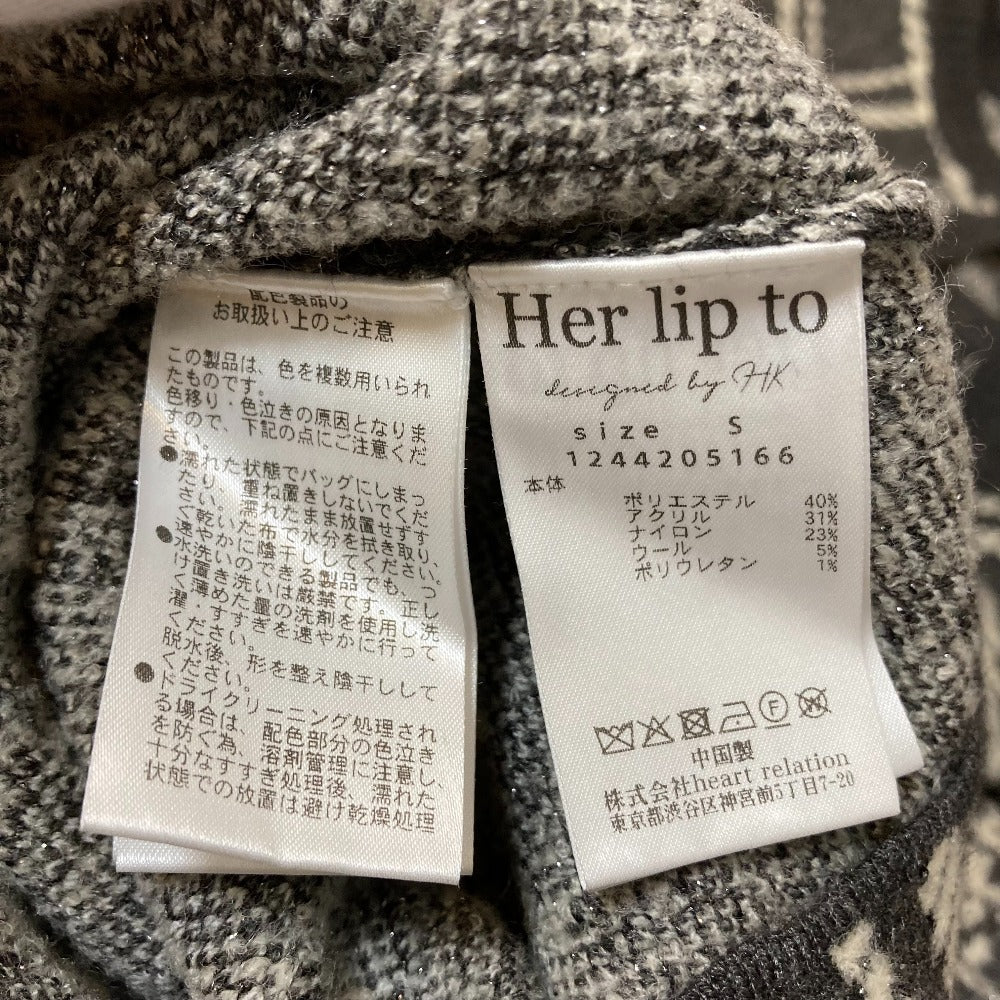 配色製品の
お取扱い上のご注意
この製品は、色を複数用いられ
たものです。
色移り・色泣きの原因となりま
すので、下記の点にご注意くだ
さい。
●濡れた状態でバッグにしまっ
たり、重ね置きしないでくだ
さい。濡れたまま放置せずす
ぐ乾いた布で水分を拭き取り、
速やかに陰干ししてください。
●水洗いのできる製品でも、つ
け置き洗いは厳禁です。正し
く薄めた量の洗剤を使用し洗
濯・すすぎを速やかに行って
ください。
脱水後、形を整え陰干しして
ください。
●ドライクリーニング処理され
る場合は、配色部分の色泣き
を防ぐ為、溶剤管理に注意し、
十分なすすぎ処理後、濡れた
状態での放置は避け乾燥処理
Her lip to
designed by HK
size S
1244205166
本体
ポリエステル 40%
アクリル 31%
ナイロン 23%
ウール 5%
ポリウレタン 1%
中国製
株式会社heart relation
東京都渋谷区神宮前5丁目7-20